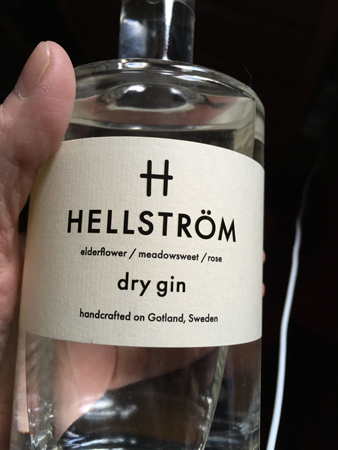 H
HELLSTRÖM
elderflower / meadowsweet / rose
dry gin
handcrafted on Gotland, Sweden